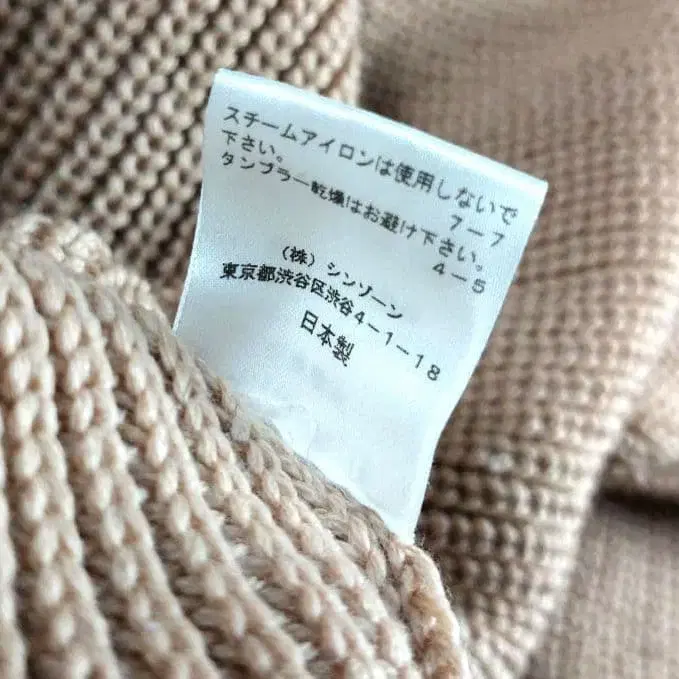 スチームアイロンは使用しないで
下さい。 7-7
タンブラー乾燥はお避け下さい。
4-5
(株)シンゾーン
東京都渋谷区渋谷4-1-18
日本製